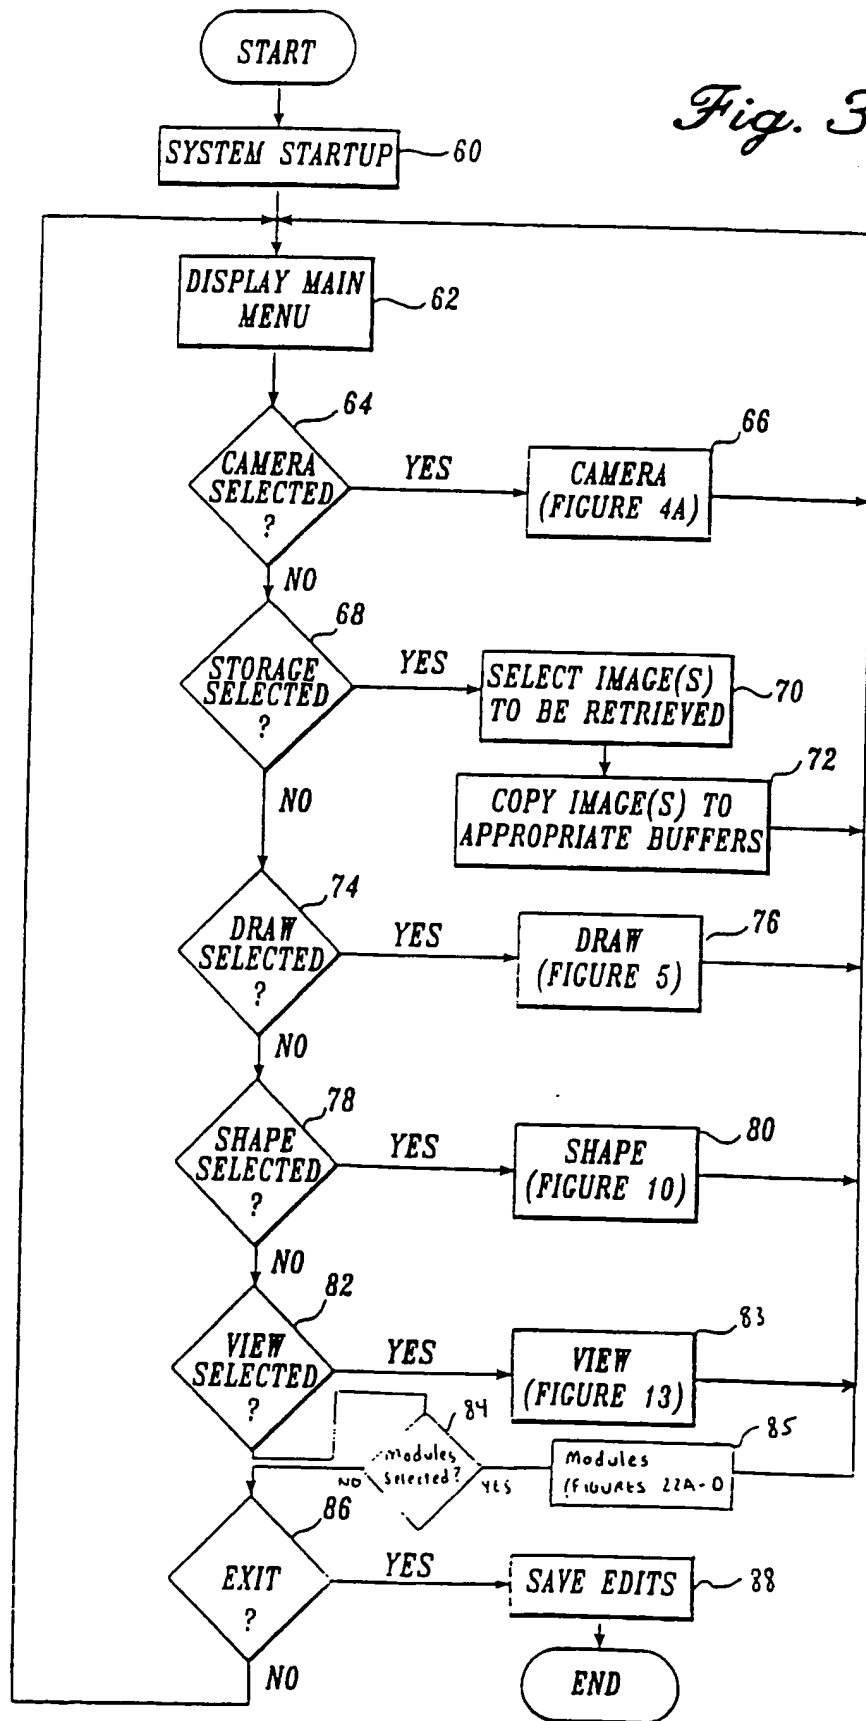 START
Fig. 3
SYSTEM STARTUP
60
DISPLAY MAIN
MENU
62
64
CAMERA
SELECTED
?
YES
66
CAMERA
(FIGURE 4A)
NO
68
STORAGE
SELECTED
?
YES
SELECT IMAGE(S)
TO BE RETRIEVED
70
72
COPY IMAGE(S) TO
APPROPRIATE BUFFERS
NO
74
DRAW
SELECTED
?
YES
76
DRAW
(FIGURE 5)
NO
78
SHAPE
SELECTED
?
YES
80
SHAPE
(FIGURE 10)
NO
82
VIEW
SELECTED
?
YES
83
VIEW
(FIGURE 13)
84
Modules
Selected?
NO
YES
85
Modules
(FIGURES 22A-D
86
EXIT
?
YES
SAVE EDITS
88
NO
END